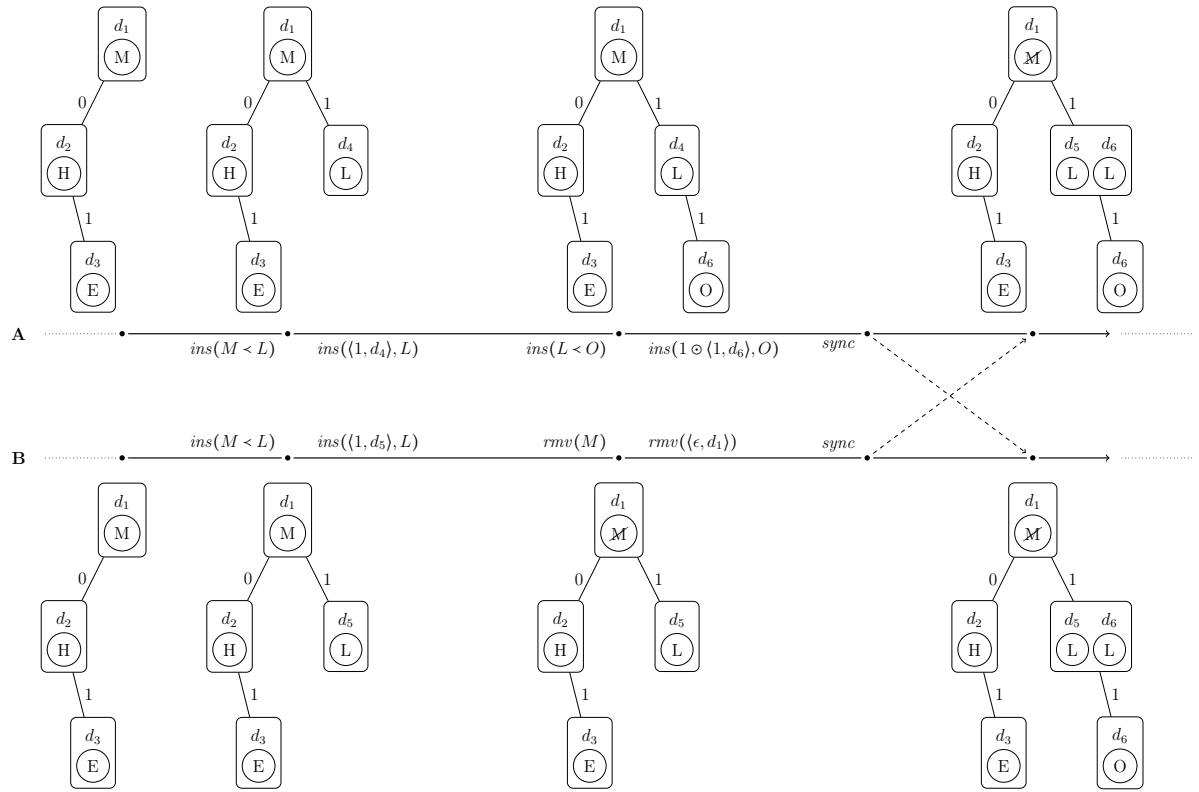 d₁ d₁ d₁ d₁
M M M M
0 0 1 0 1 0 1
d₂ d₂ d₄ d₂ d₄ d₂ d₅ d₆
H H L H L H L L
1 1 1 1 1 1
d₃ d₃ d₃ d₆ d₃ d₆
E E E O E O
A
ins(M ≺ L) ins(⟨1, d₄⟩, L) ins(L ≺ O) ins(1 ⊙ ⟨1, d₆⟩, O) sync
ins(M ≺ L) ins(⟨1, d₅⟩, L) rmv(M) rmv(⟨ϵ, d₁⟩) sync
B
d₁ d₁ d₁ d₁
M M M M
0 0 1 0 1 0 1
d₂ d₂ d₅ d₂ d₅ d₂ d₅ d₆
H H L H L H L L
1 1 1 1 1
d₃ d₃ d₃ d₃ d₆
E E E E O